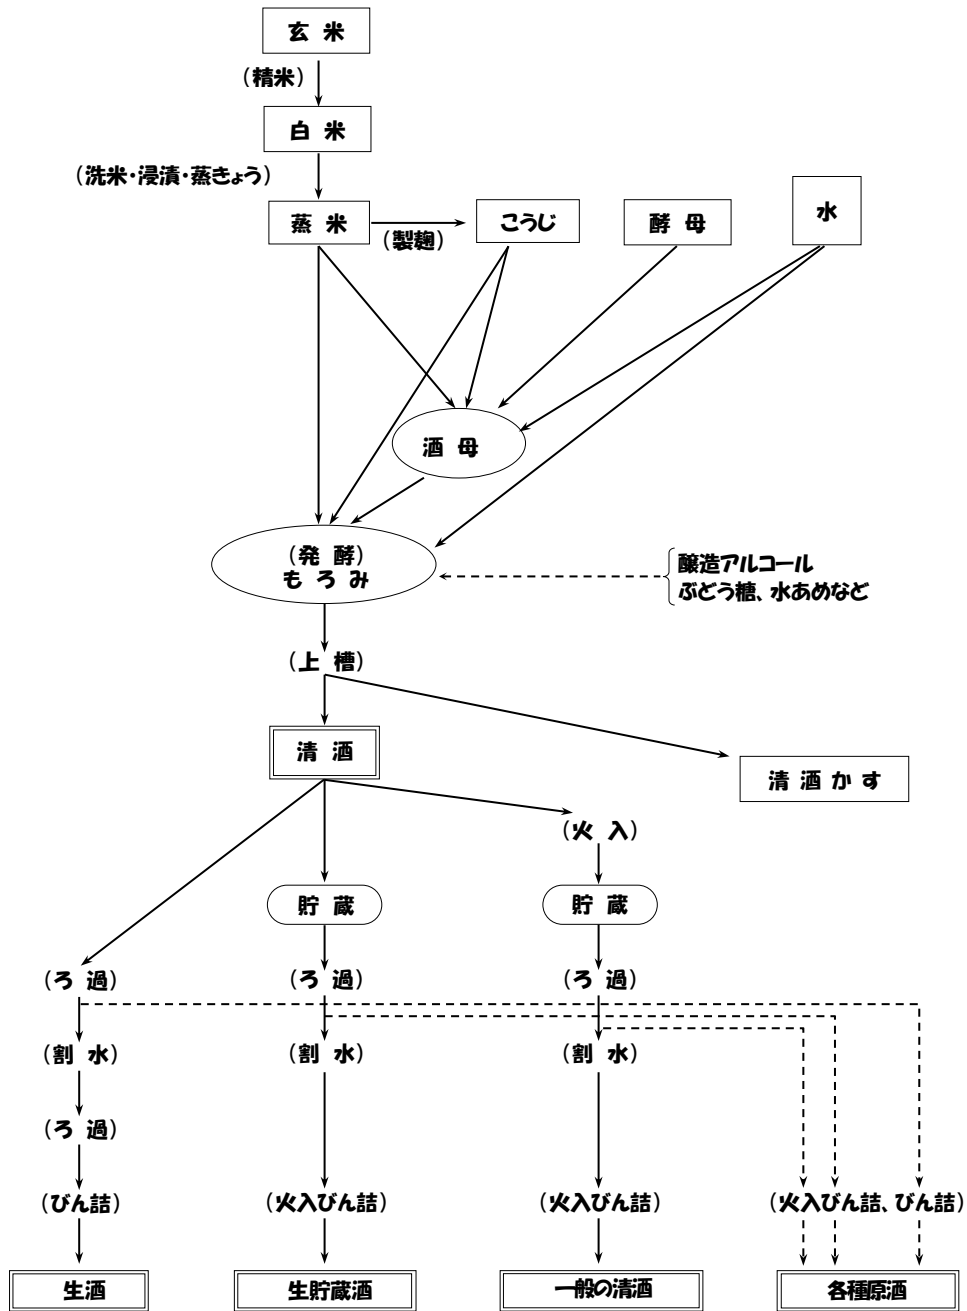 玄 米
(精米)
白 米
(洗米・浸漬・蒸きょう)
蒸 米
(製麹)
こうじ
酵 母
水
酒 母
(発 酵)
も ろ み
醸造アルコール
ぶどう糖、水あめなど
(上 槽)
清 酒
清 酒 か す
(火 入)
貯 蔵
貯 蔵
(ろ 過)
(ろ 過)
(ろ 過)
(割 水)
(割 水)
(割 水)
(ろ 過)
(びん詰)
(火入びん詰)
(火入びん詰)
(火入びん詰、びん詰)
生酒
生貯蔵酒
一般の清酒
各種原酒